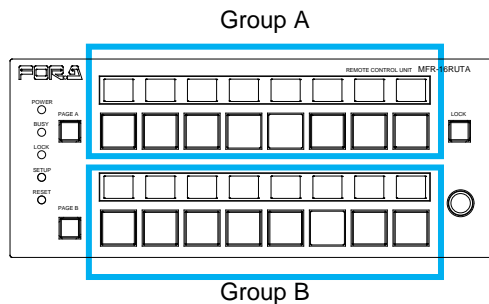 Group A
FOR.A
REMOTE CONTROL UNIT MFR-16RUTA
POWER
BUSY
PAGE A
LOCK
LOCK
SETUP
RESET
PAGE B
Group B